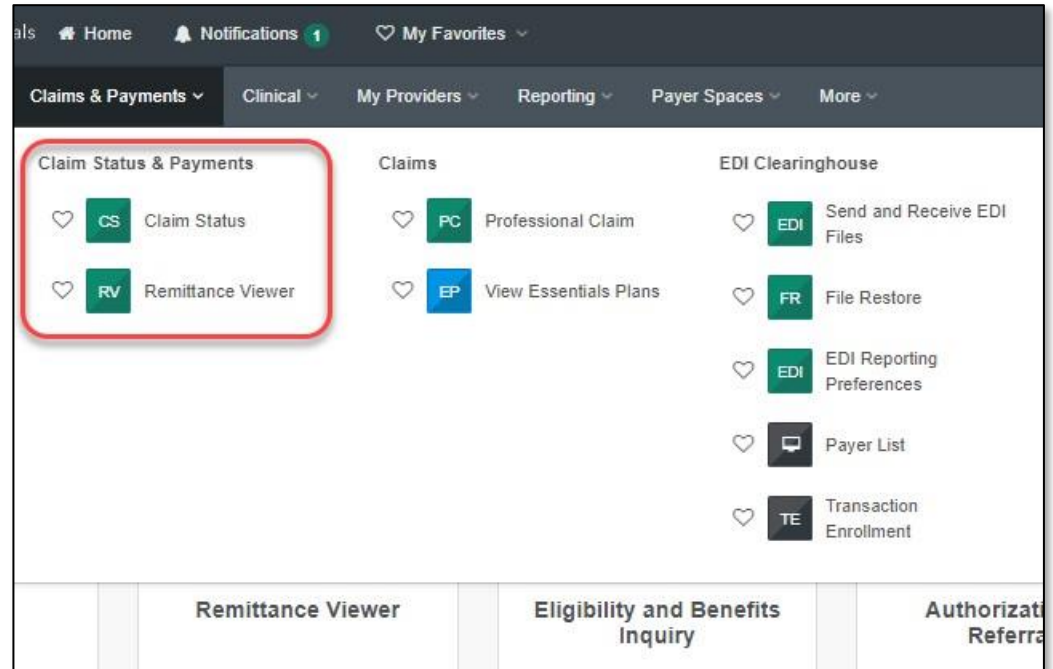 als Home Notifications 1 My Favorites
Claims & Payments Clinical My Providers Reporting Payer Spaces More
Claim Status & Payments
CS Claim Status
RV Remittance Viewer
Claims
PC Professional Claim
EP View Essentials Plans
EDI Clearinghouse
EDI Send and Receive EDI
Files
FR File Restore
EDI EDI Reporting
Preferences
Payer List
TE Transaction
Enrollment
Remittance Viewer
Eligibility and Benefits
Inquiry
Authorizati
Referra